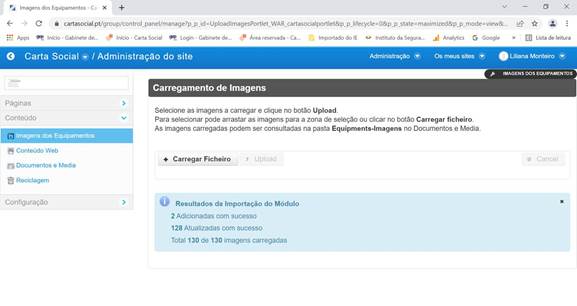 Imagens dos Equipamentos - Ca
cartasocial.pt/group/control_panel/manage?p_p_id=UploadImagesPortlet_WAR_cartasocialportlet&p_p_lifecycle=0&p_p_state=maximized&p_p_mode=view&...
Apps
Início - Gabinete de...
Início - Carta Social
Login - Gabinete de...
Área reservada - Ca...
Importado do IE
Instituto da Segura...
Analytics
Google
»
Lista de leitura
Carta Social / Administração do site
Administração
Os meus sites
Liliana Monteiro
IMAGENS DOS EQUIPAMENTOS
Páginas
Conteúdo
Imagens dos Equipamentos
Conteúdo Web
Documentos e Media
Reciclagem
Configuração
Carregamento de Imagens
Selecione as imagens a carregar e clique no botão Upload.
Para selecionar pode arrastar as imagens para a zona de seleção ou clicar no botão Carregar ficheiro.
As imagens carregadas podem ser consultadas na pasta Equipments-Imagens no Documentos e Media.
Carregar Ficheiro
Upload
Cancel
Resultados da Importação do Módulo
2 Adicionadas com sucesso
128 Atualizadas com sucesso
Total 130 de 130 imagens carregadas